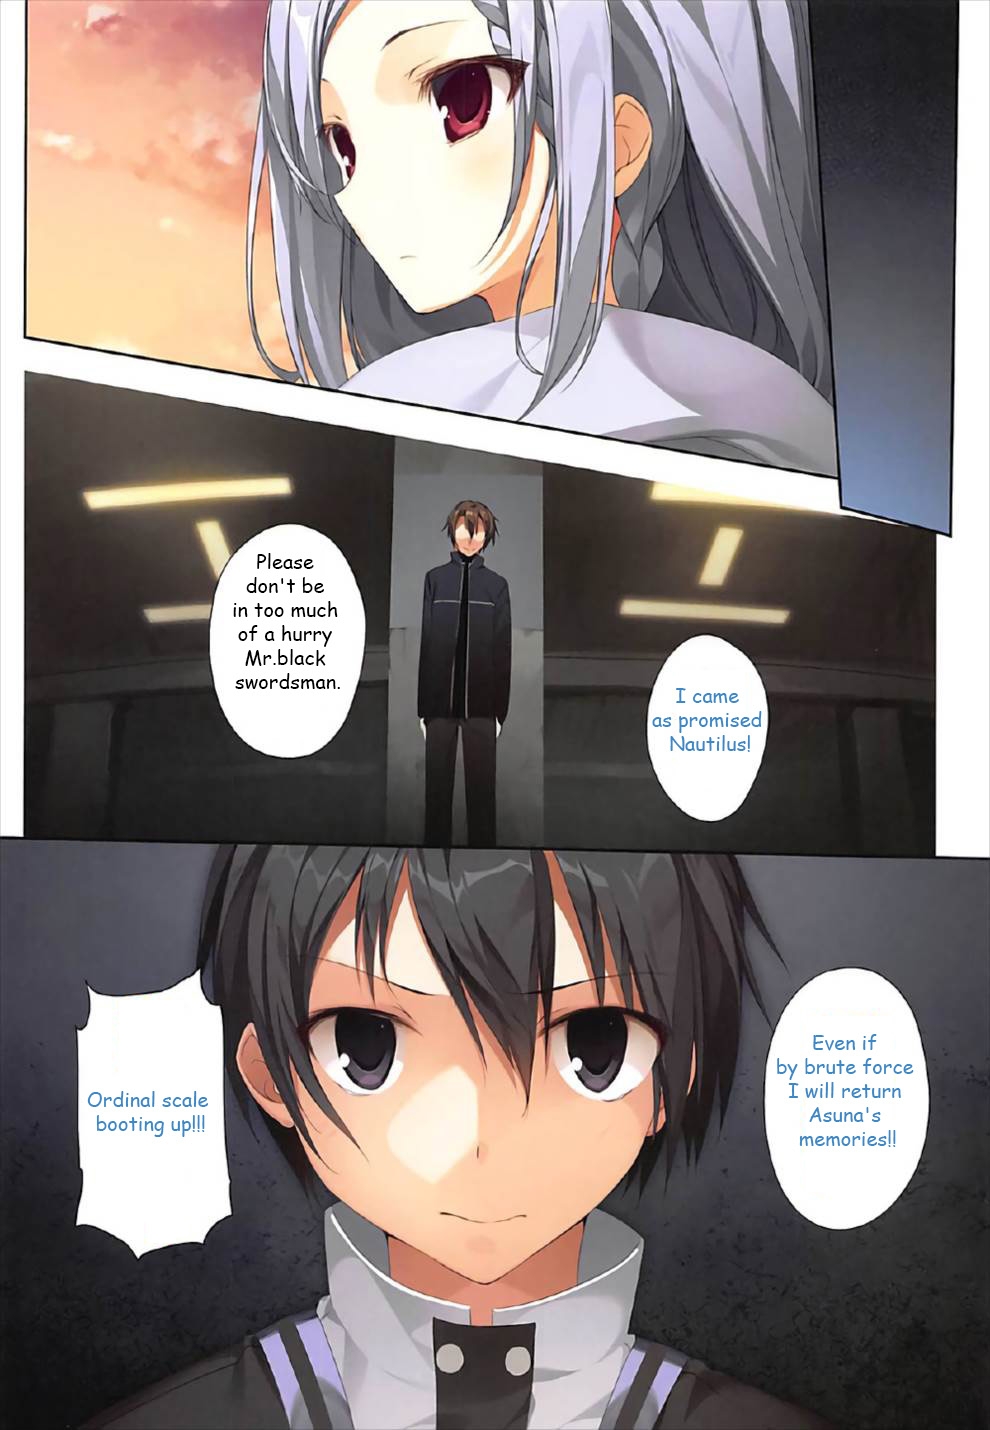 I came
as promised
Nautilus!
Please
don't be
in too much
of a hurry
Mr.black
swordsman.
Even if
by brute force
I will return
Asuna's
memories!!
Ordinal scale
booting up!!!